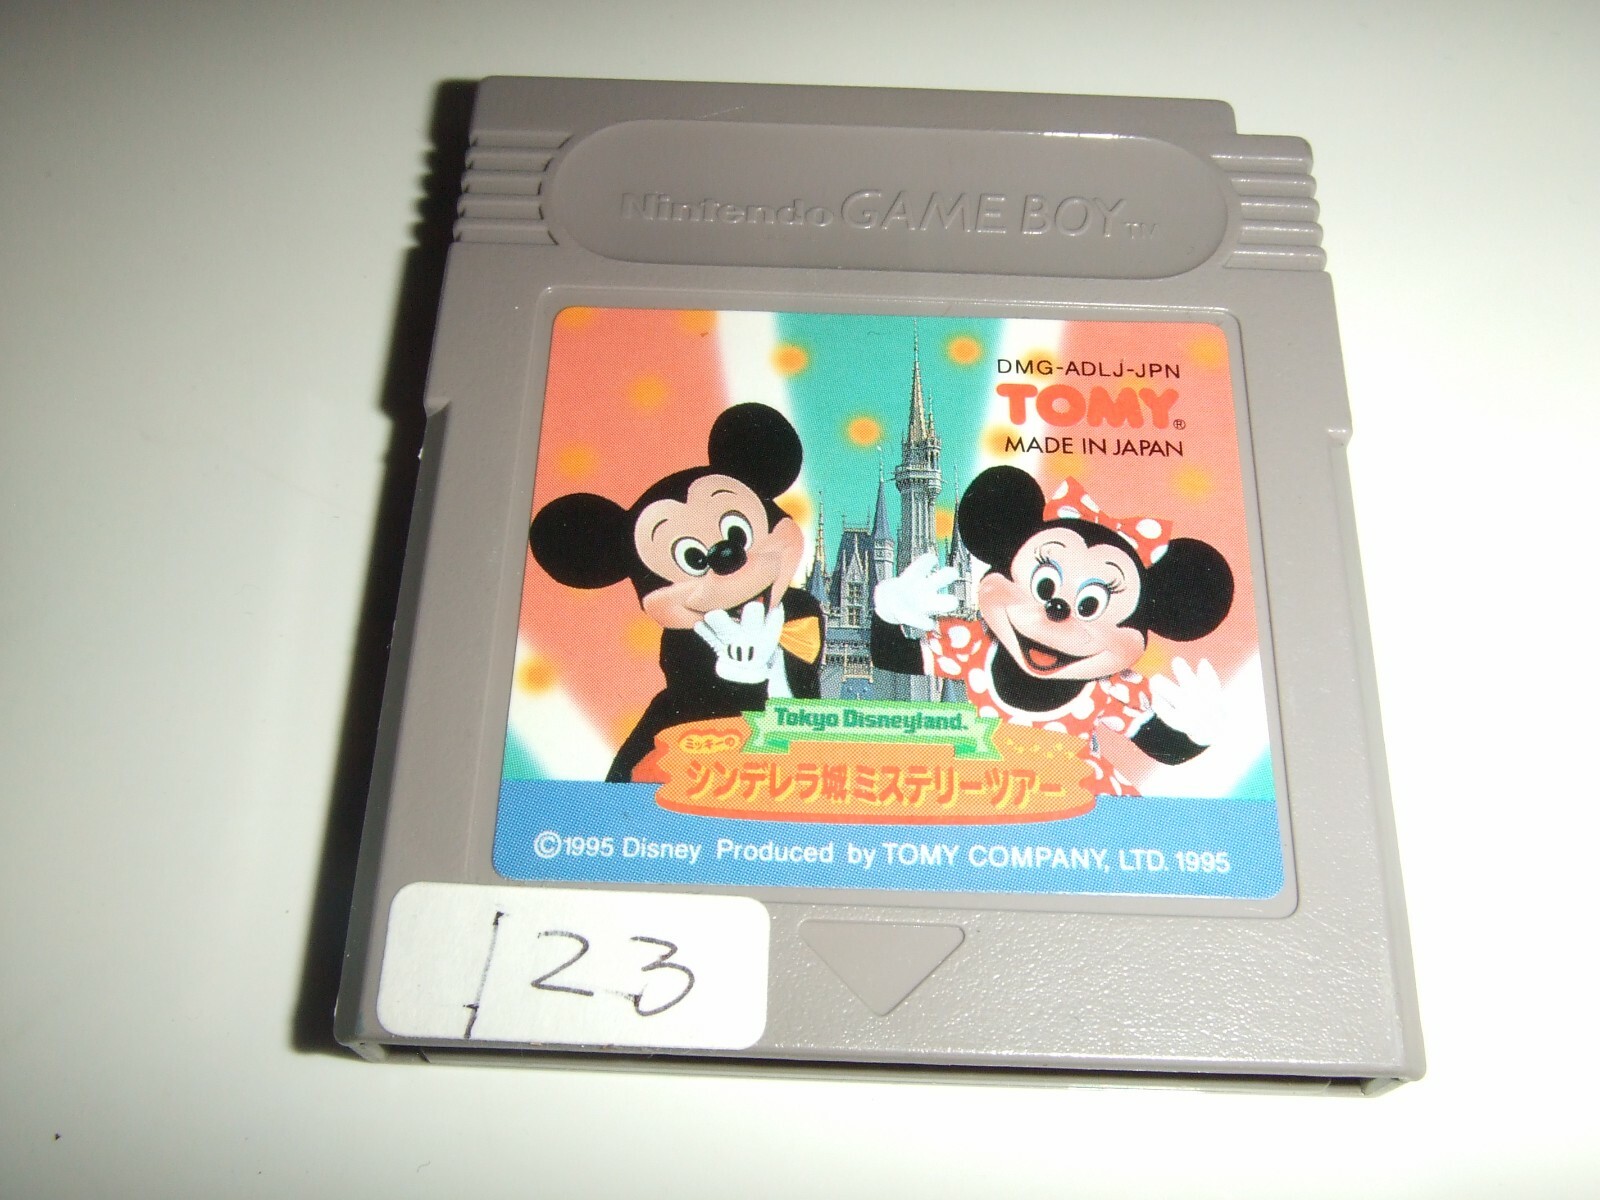 Nintendo GAME BOY™
DMG-ADLJ-JPN
TOMY®
MADE IN JAPAN
Tokyo Disneyland®
ミッキーの
シンデレラ城ミステリーツアー
©1995 Disney Produced by TOMY COMPANY, LTD. 1995
123